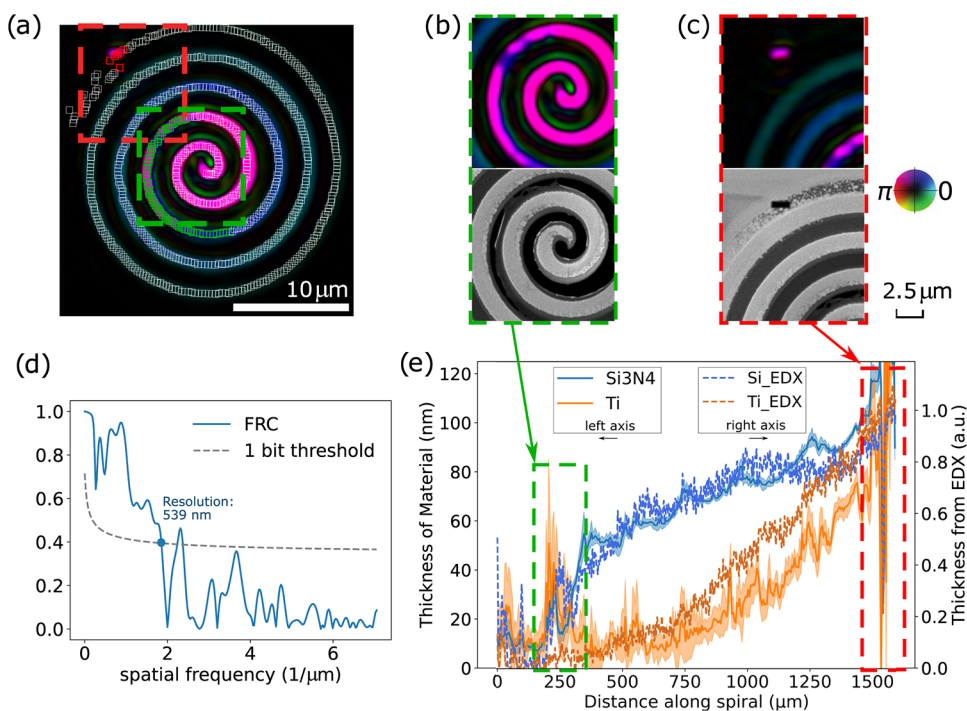 (a)
(b)
(c)
10 μm
π
0
2.5 μm
(d)
1.0
0.8
0.6
0.4
0.2
0.0
FRC
1 bit threshold
Resolution:
539 nm
0
2
4
6
spatial frequency (1/μm)
(e)
Thickness of Material (nm)
120
100
80
60
40
20
0
Si3N4
Ti
left axis
←
Si_EDX
Ti_EDX
right axis
→
1.0
0.8
0.6
0.4
0.2
0.0
Thickness from EDX (a.u.)
0
250
500
750
1000
1250
1500
Distance along spiral (μm)